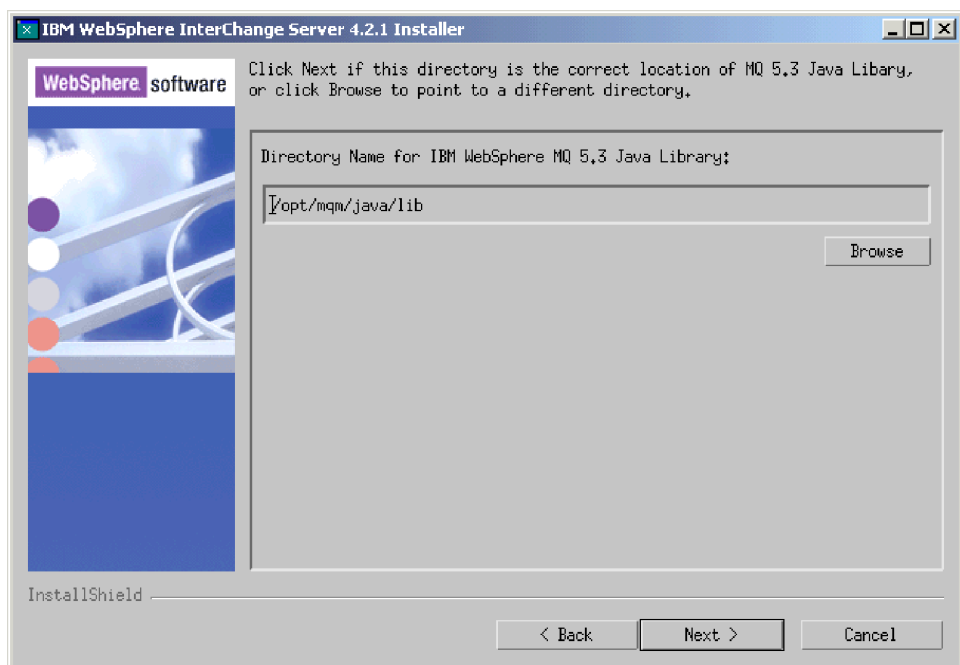 IBM WebSphere InterChange Server 4.2.1 Installer
WebSphere software
Click Next if this directory is the correct location of MQ 5.3 Java Libary,
or click Browse to point to a different directory.
Directory Name for IBM WebSphere MQ 5.3 Java Library:
/opt/mqm/java/lib
Browse
InstallShield
< Back
Next >
Cancel